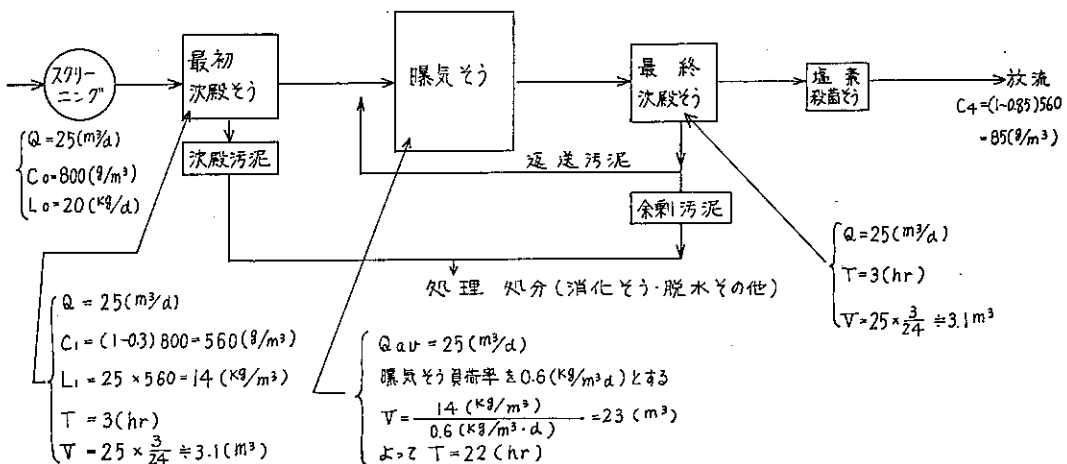 スクリー
ニング
最初
沈殿そう
曝気そう
最終
沈殿そう
塩素
殺菌そう
放流
C4=(1-0.85)560
=85(g/m³)
Q=25(m³/d)
C0=800(g/m³)
L0=20(kg/d)
沈殿汚泥
返送汚泥
余剰汚泥
処理 処分(消化そう・脱水その他)
Q=25(m³/d)
T=3(hr)
V=25×3/24≑3.1m³
Q=25(m³/d)
C1=(1-0.3)800=560(g/m³)
L1=25×560=14(kg/m³)
T=3(hr)
V=25×3/24≑3.1(m³)
Qav=25(m³/d)
曝気そう負荷率を0.6(kg/m³d)とする
V=14(kg/m³)/0.6(kg/m³·d)=23(m³)
よって T=22(hr)